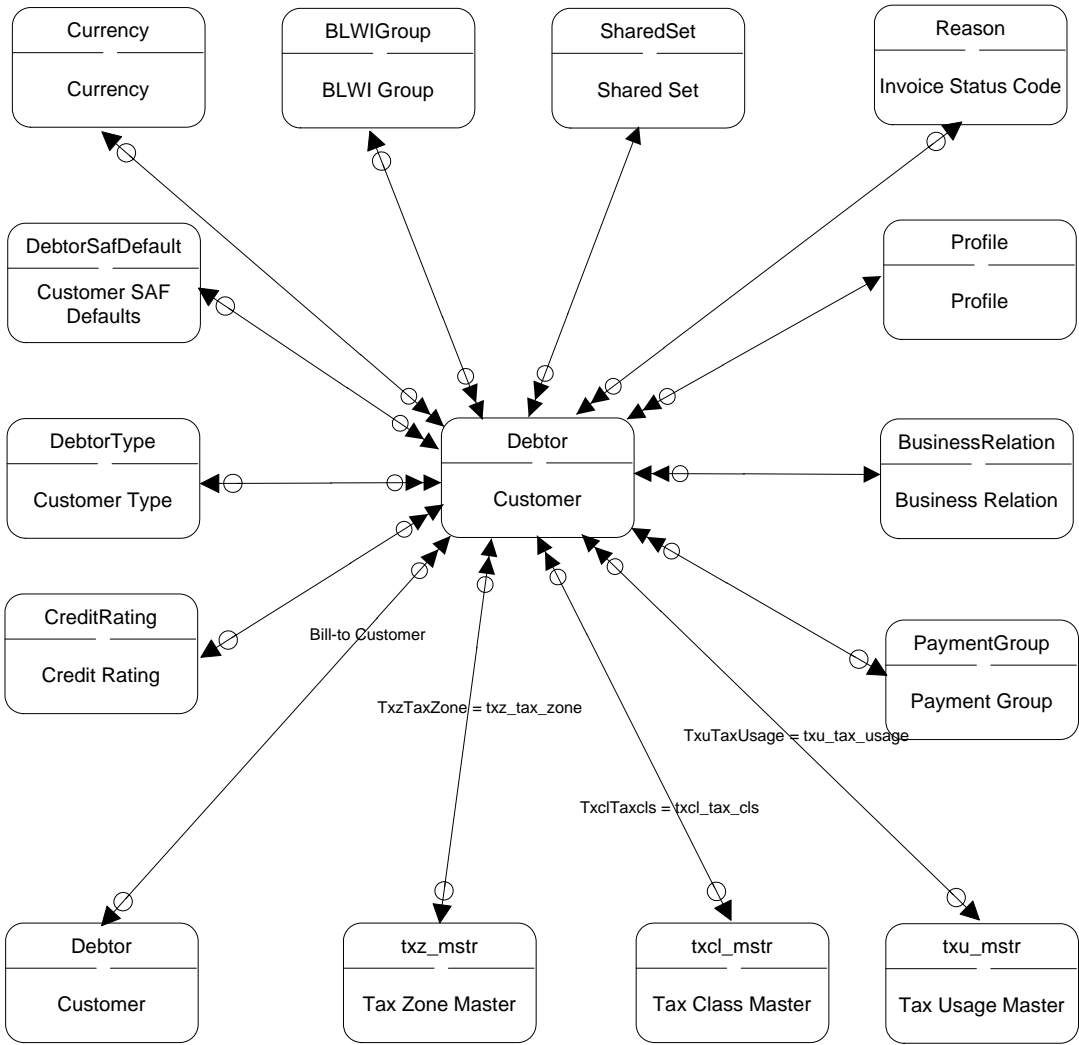 Currency
Currency
BLWIGroup
BLWI Group
SharedSet
Shared Set
Reason
Invoice Status Code
DebtorSafDefault
Customer SAF
Defaults
Profile
Profile
DebtorType
Customer Type
Debtor
Customer
BusinessRelation
Business Relation
CreditRating
Credit Rating
Bill-to Customer
PaymentGroup
Payment Group
TxzTaxZone = txz_tax_zone
TxuTaxUsage = txu_tax_usage
TxclTaxcls = txcl_tax_cls
Debtor
Customer
txz_mstr
Tax Zone Master
txcl_mstr
Tax Class Master
txu_mstr
Tax Usage Master